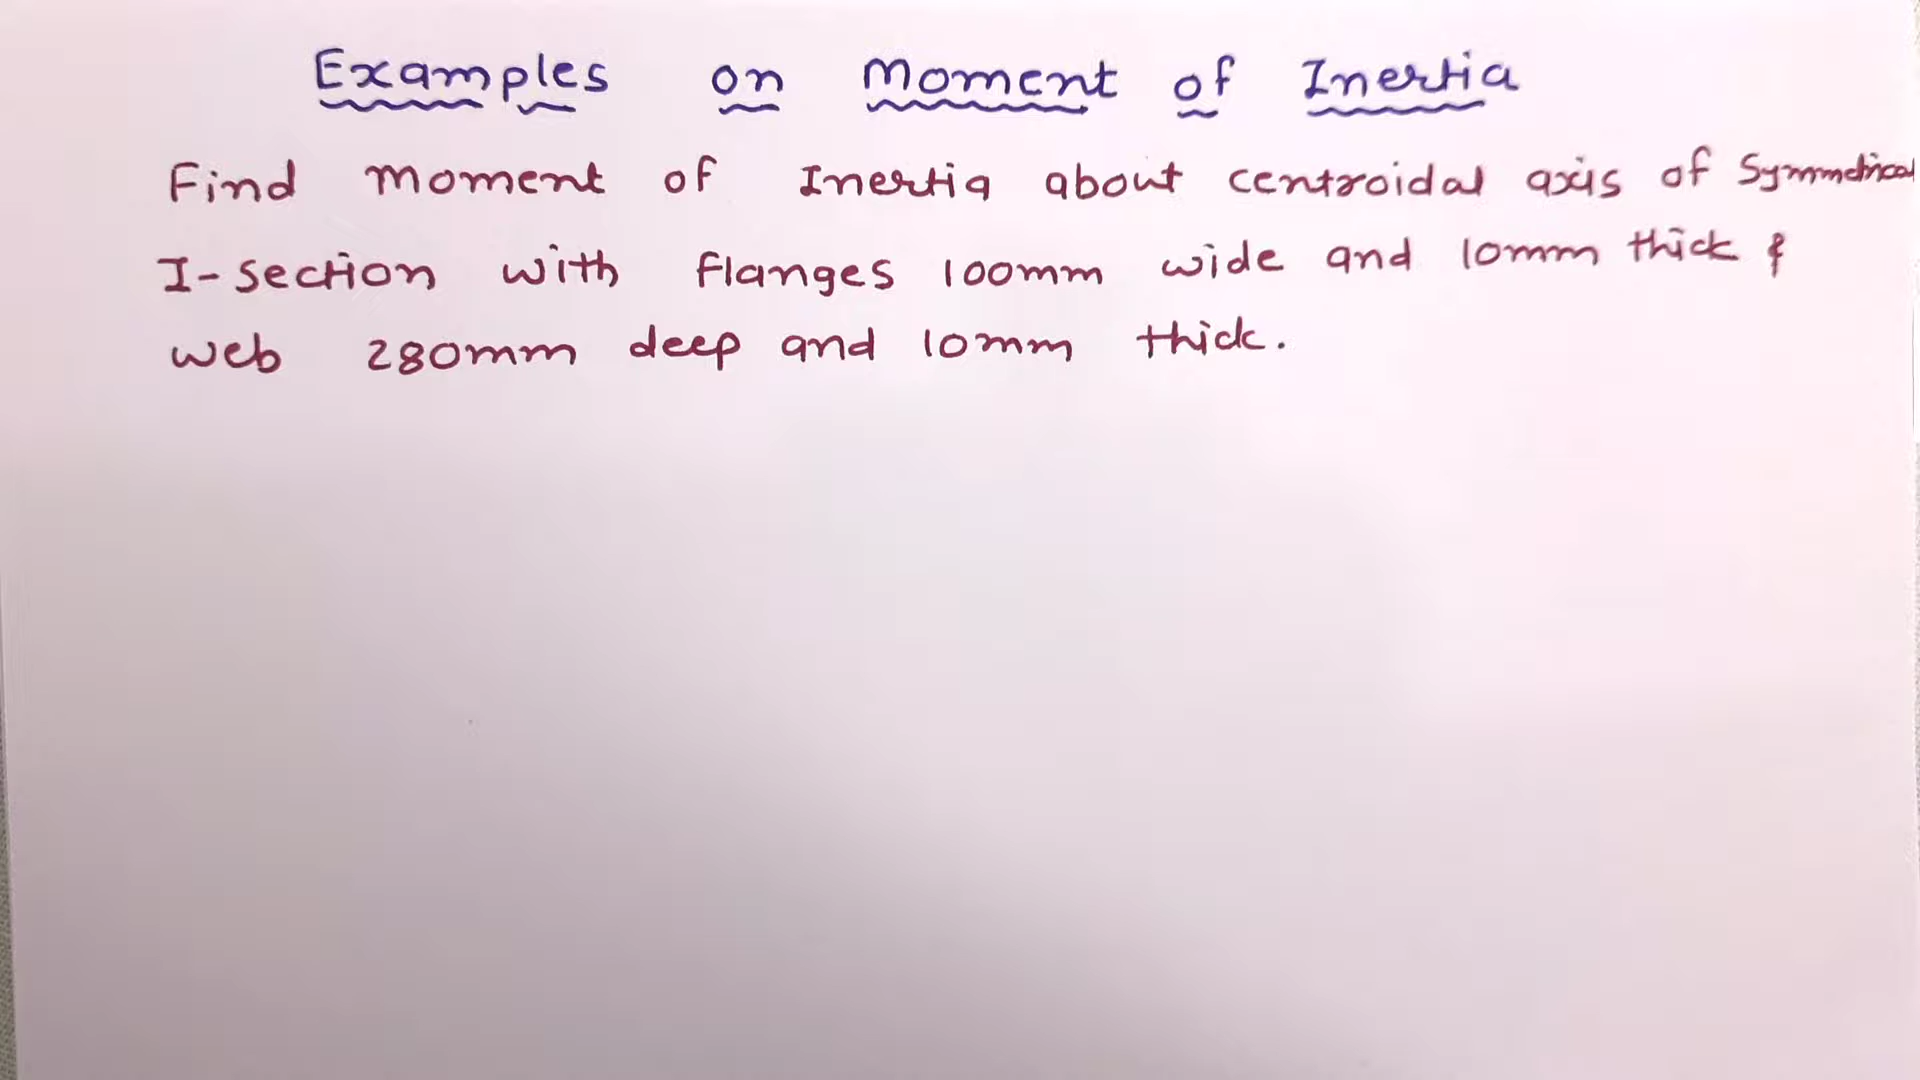 Examples on Moment of Inertia
Find moment of Inertia about centroidal axis of Symmetrical
I-section with flanges 100mm wide and 10mm thick &
web 280mm deep and 10mm thick.